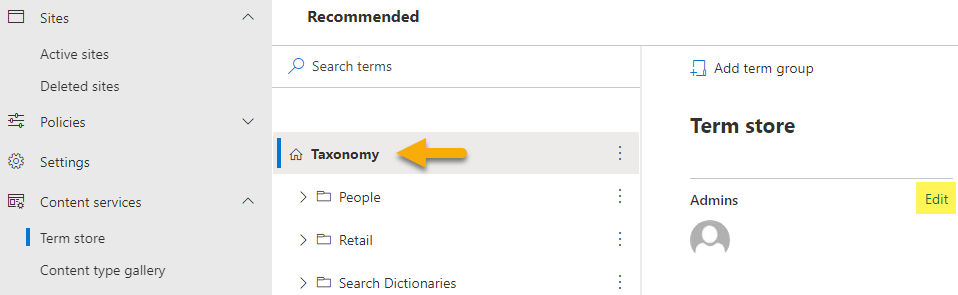 Sites
Active sites
Deleted sites
Policies
Settings
Content services
Term store
Content type gallery
Recommended
Search terms
Taxonomy
People
Retail
Search Dictionaries
Add term group
Term store
Admins
Edit